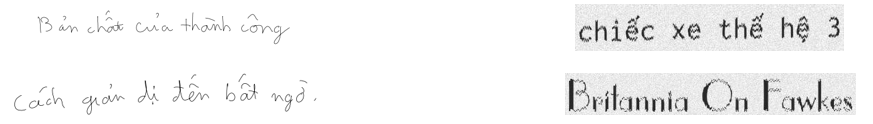 Bản chất của thành công
cách giản dị đến bất ngờ.
chiếc xe thế hệ 3
Britannia On Fawkes